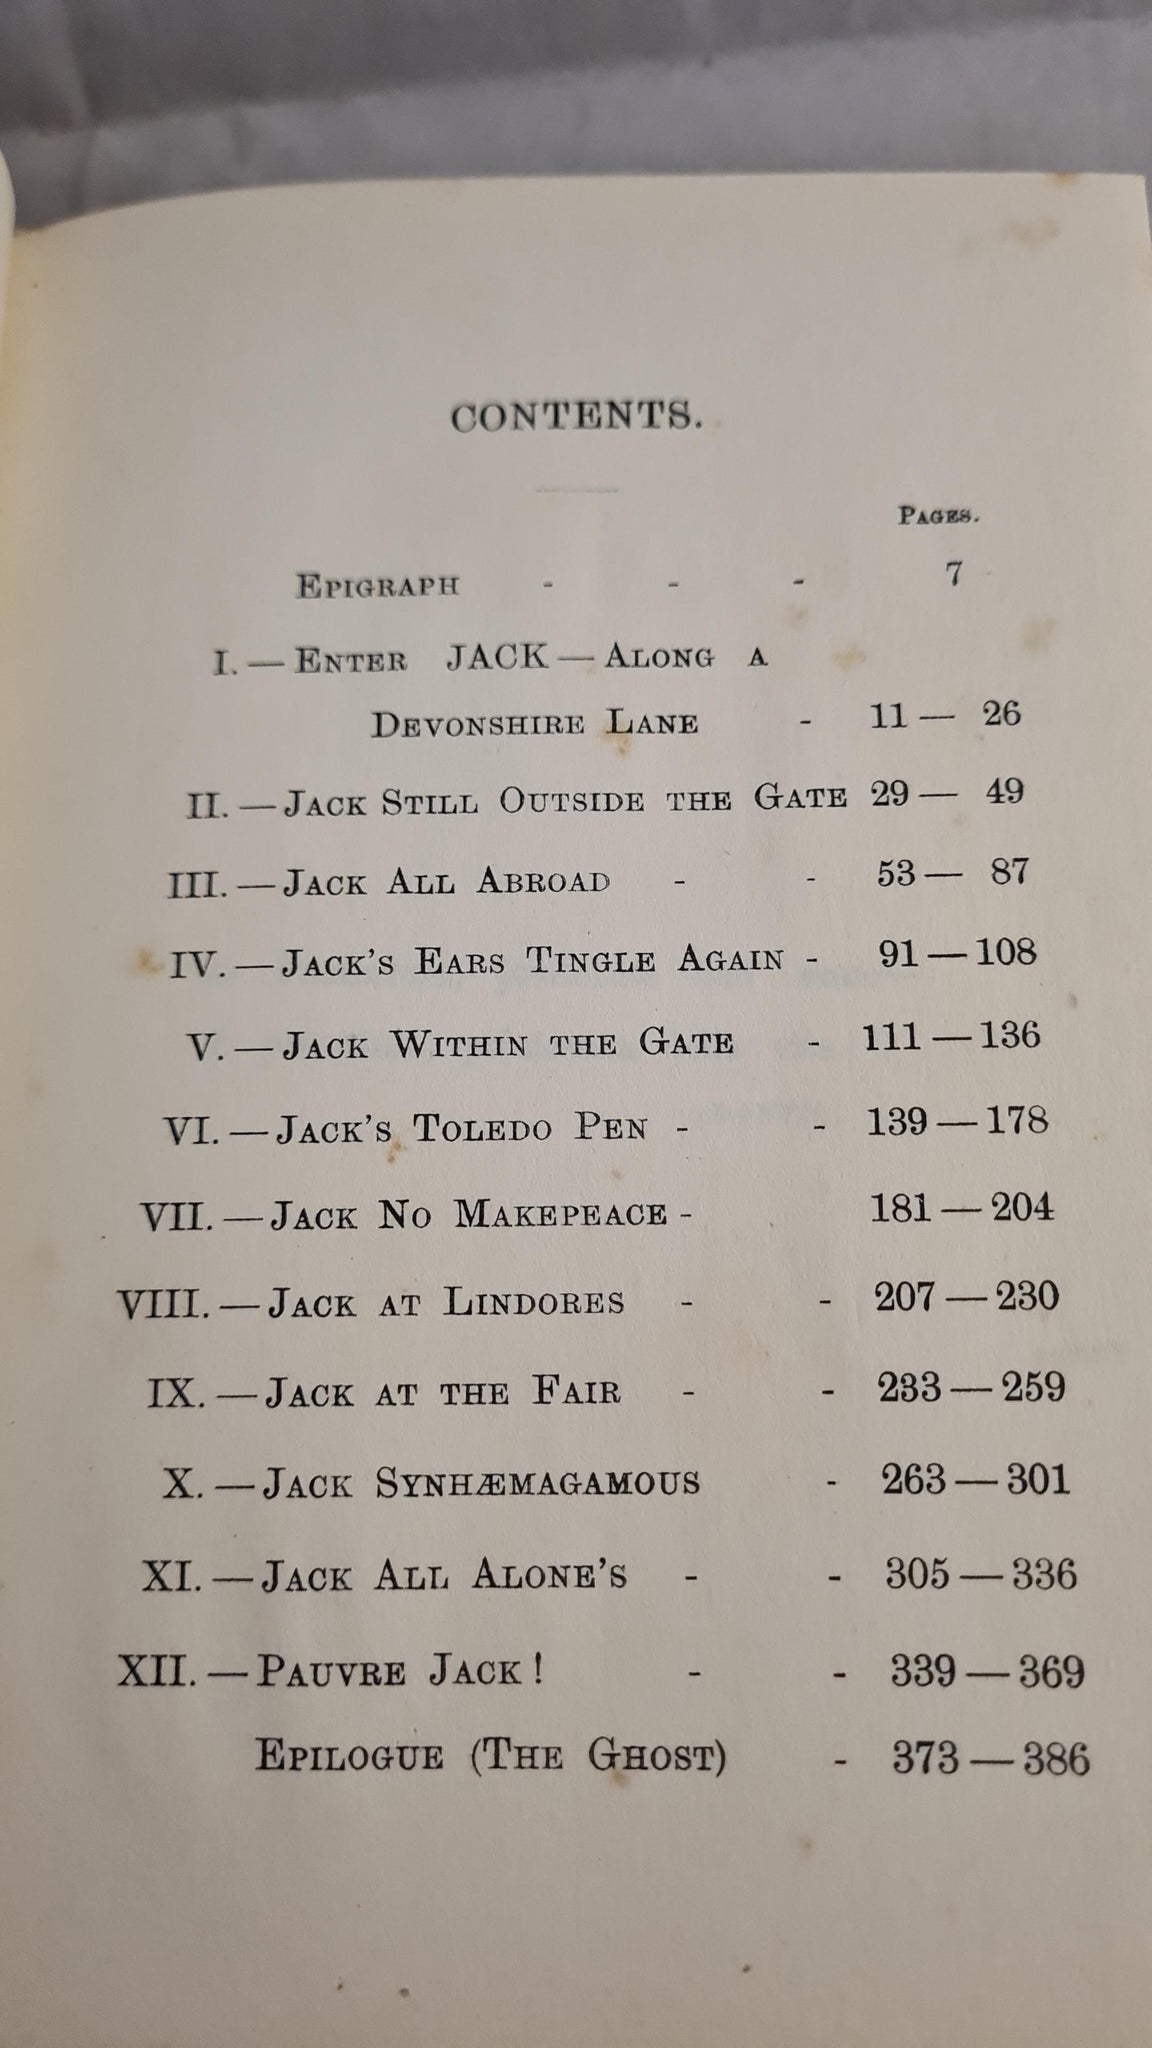 CONTENTS.
PAGES.
EPIGRAPH - - - 7
I. — ENTER JACK — ALONG A
DEVONSHIRE LANE - 11 — 26
II. — JACK STILL OUTSIDE THE GATE 29 — 49
III. — JACK ALL ABROAD - - 53 — 87
IV. — JACK'S EARS TINGLE AGAIN - 91 — 108
V. — JACK WITHIN THE GATE - 111 — 136
VI. — JACK'S TOLEDO PEN - - 139 — 178
VII. — JACK NO MAKEPEACE - 181 — 204
VIII. — JACK AT LINDORES - - 207 — 230
IX. — JACK AT THE FAIR - - 233 — 259
X. — JACK SYNHÆMAGAMOUS - 263 — 301
XI. — JACK ALL ALONE'S - - 305 — 336
XII. — PAUVRE JACK! - - 339 — 369
EPILOGUE (THE GHOST) - 373 — 386